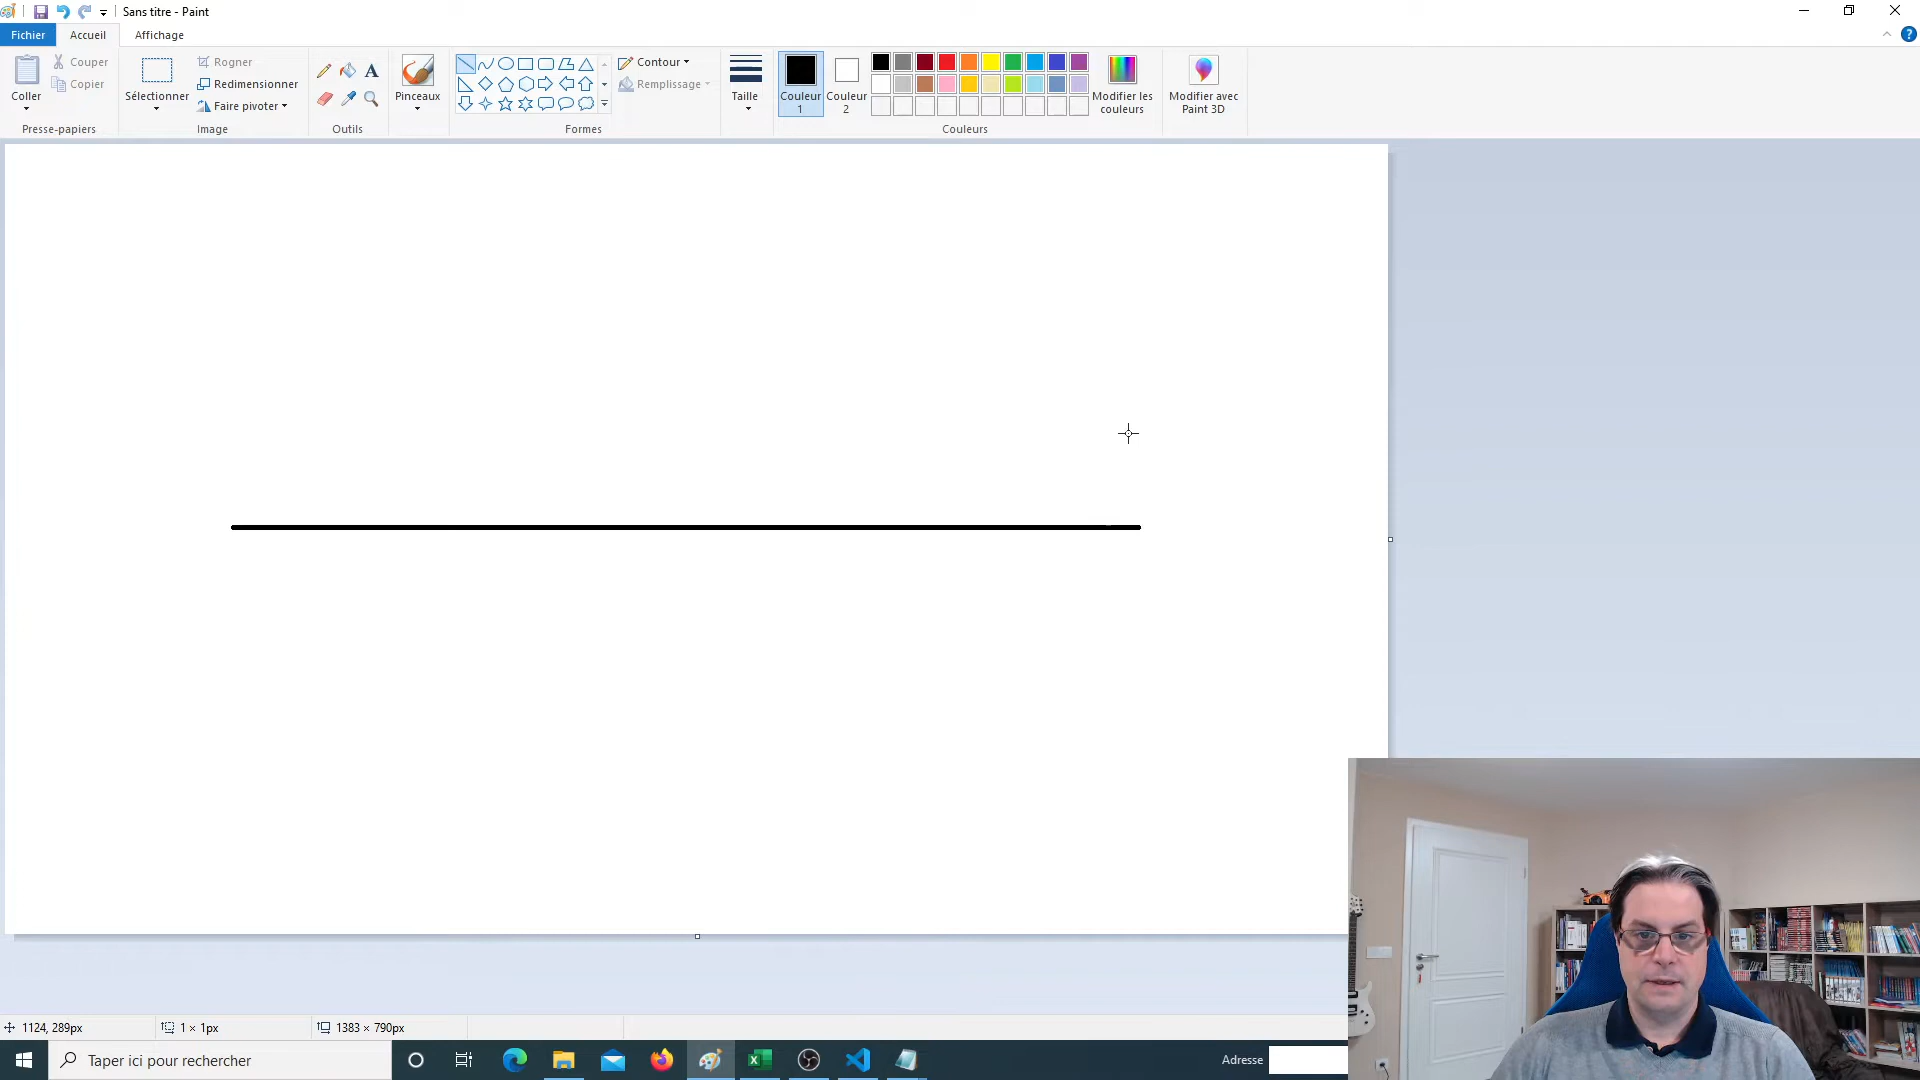 Sans titre - Paint
Fichier Accueil Affichage
Coller
Couper
Copier
Presse-papiers
Sélectionner
Rogner
Redimensionner
Faire pivoter
Image
Outils
Pinceaux
Contour
Remplissage
Formes
Taille
Couleur
1
Couleur
2
Modifier les
couleurs
Couleurs
Modifier avec
Paint 3D
1124, 289px
1 × 1px
1383 × 790px
Taper ici pour rechercher
Adresse